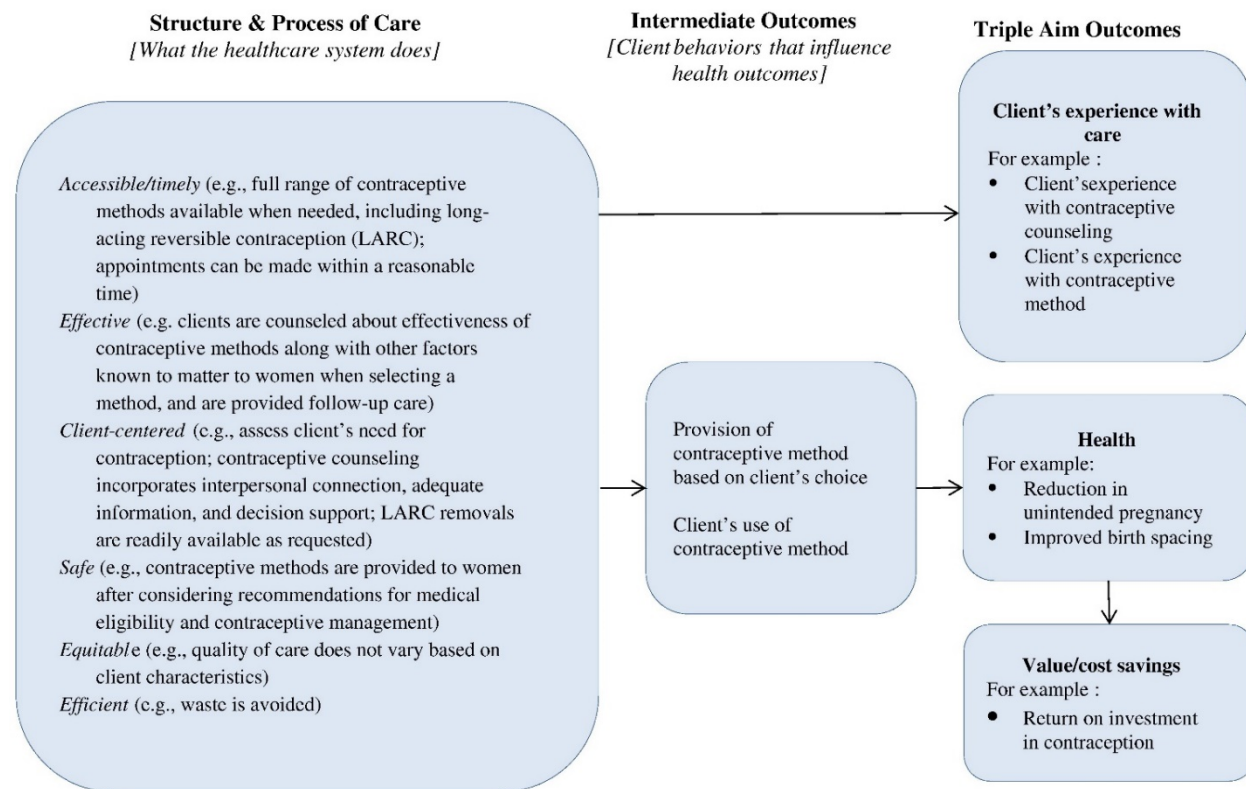 Structure & Process of Care
[What the healthcare system does]
Accessible/timely (e.g., full range of contraceptive
methods available when needed, including long-
acting reversible contraception (LARC);
appointments can be made within a reasonable
time)
Effective (e.g. clients are counseled about effectiveness of
contraceptive methods along with other factors
known to matter to women when selecting a
method, and are provided follow-up care)
Client-centered (e.g., assess client's need for
contraception; contraceptive counseling
incorporates interpersonal connection, adequate
information, and decision support; LARC removals
are readily available as requested)
Safe (e.g., contraceptive methods are provided to women
after considering recommendations for medical
eligibility and contraceptive management)
Equitable (e.g., quality of care does not vary based on
client characteristics)
Efficient (e.g., waste is avoided)
Intermediate Outcomes
[Client behaviors that influence
health outcomes]
Provision of
contraceptive method
based on client's choice
Client's use of
contraceptive method
Triple Aim Outcomes
Client's experience with
care
For example :
• Client'sexperience
with contraceptive
counseling
• Client's experience
with contraceptive
method
Health
For example:
• Reduction in
unintended pregnancy
• Improved birth spacing
Value/cost savings
For example :
• Return on investment
in contraception